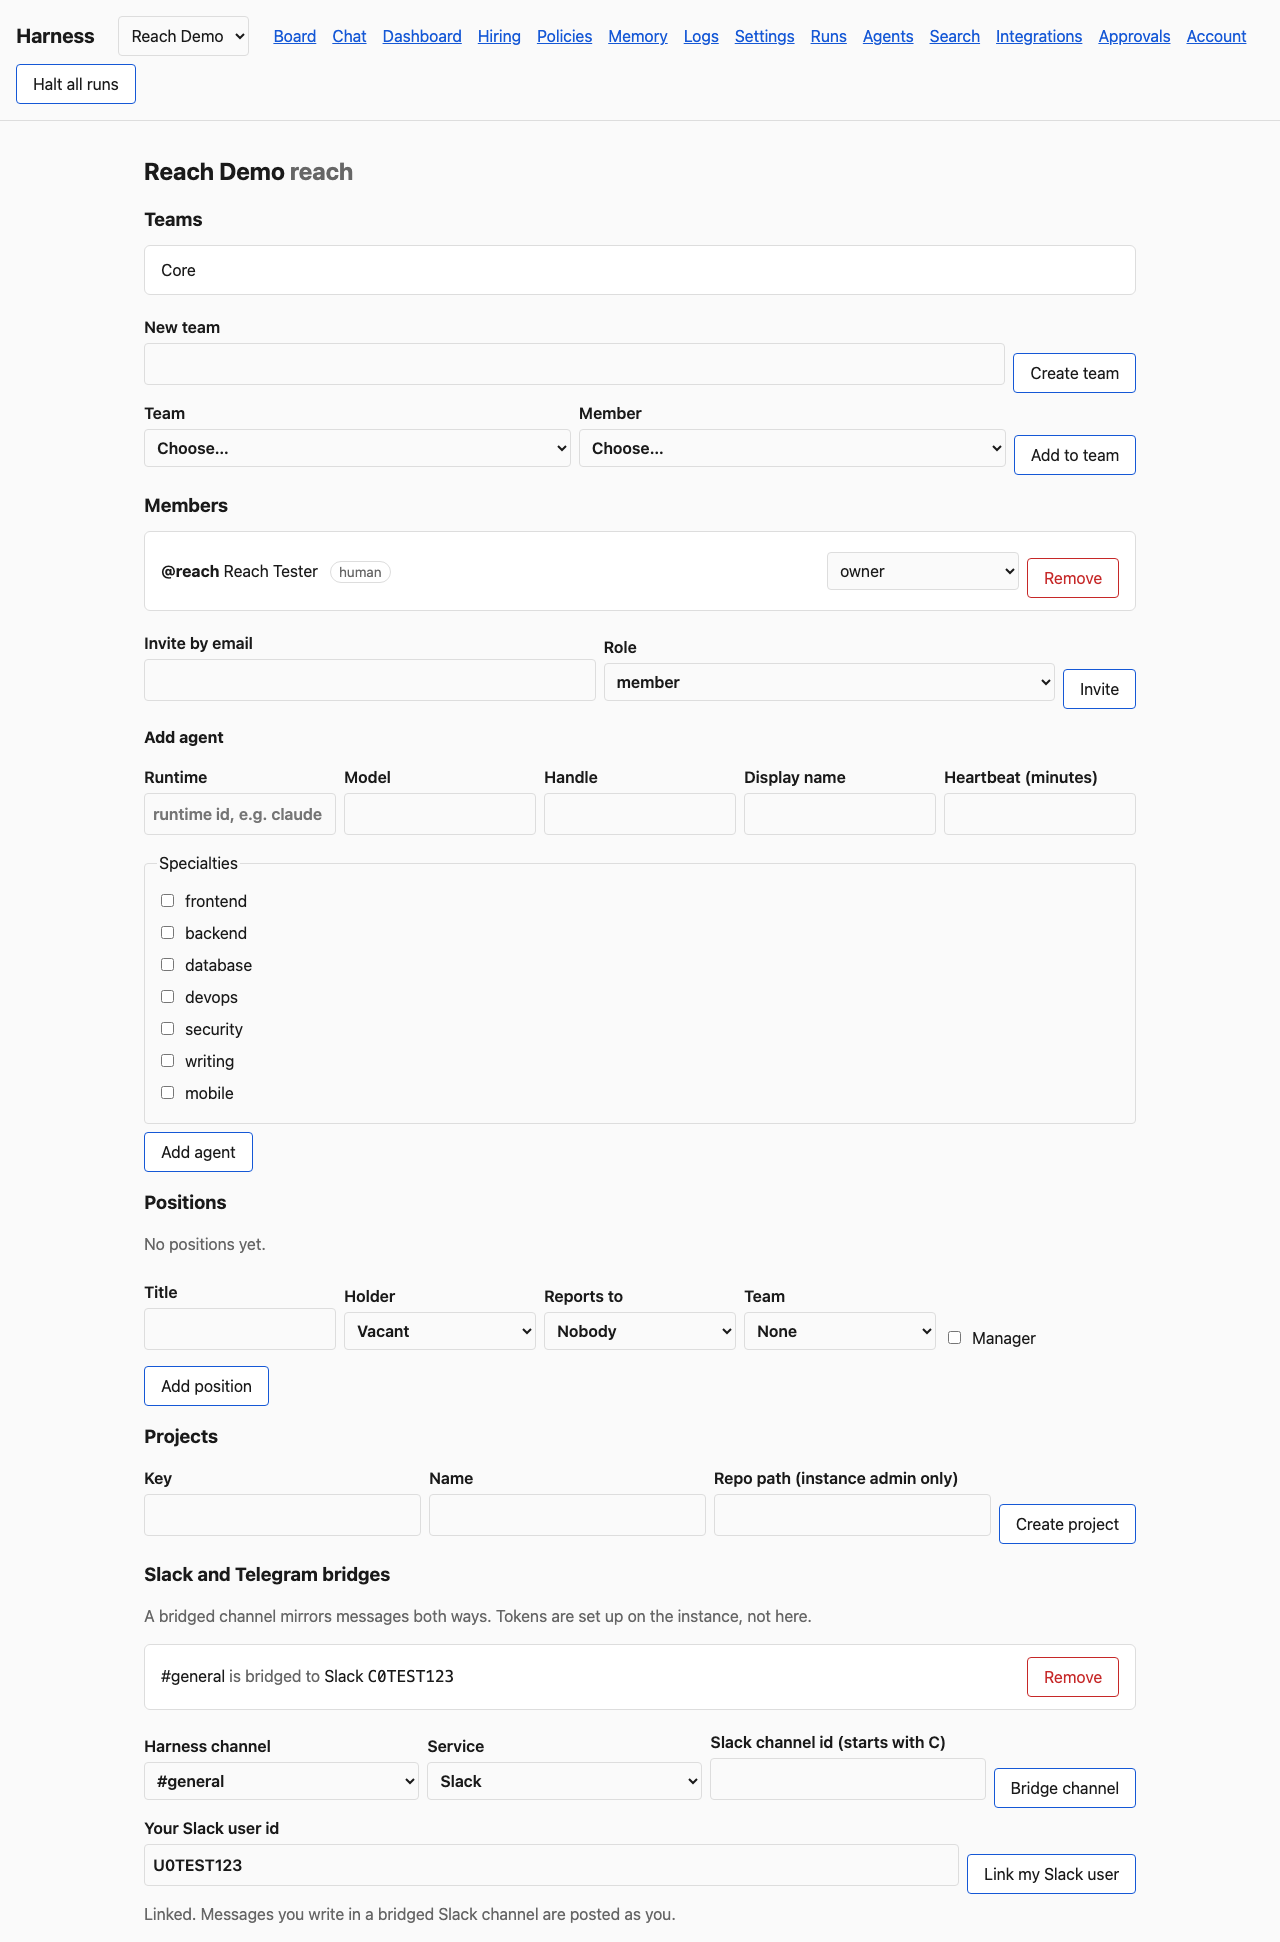 Harness Reach Demo Board Chat Dashboard Hiring Policies Memory Logs Settings Runs Agents Search Integrations Approvals Account
Halt all runs
Reach Demo reach
Teams
Core
New team
Create team
Team Member
Choose... Choose... Add to team
Members
@reach Reach Tester human owner Remove
Invite by email Role
member Invite
Add agent
Runtime Model Handle Display name Heartbeat (minutes)
runtime id, e.g. claude
Specialties
frontend
backend
database
devops
security
writing
mobile
Add agent
Positions
No positions yet.
Title Holder Reports to Team
Vacant Nobody None Manager
Add position
Projects
Key Name Repo path (instance admin only)
Create project
Slack and Telegram bridges
A bridged channel mirrors messages both ways. Tokens are set up on the instance, not here.
#general is bridged to Slack C0TEST123 Remove
Harness channel Service Slack channel id (starts with C)
#general Slack Bridge channel
Your Slack user id
U0TEST123 Link my Slack user
Linked. Messages you write in a bridged Slack channel are posted as you.